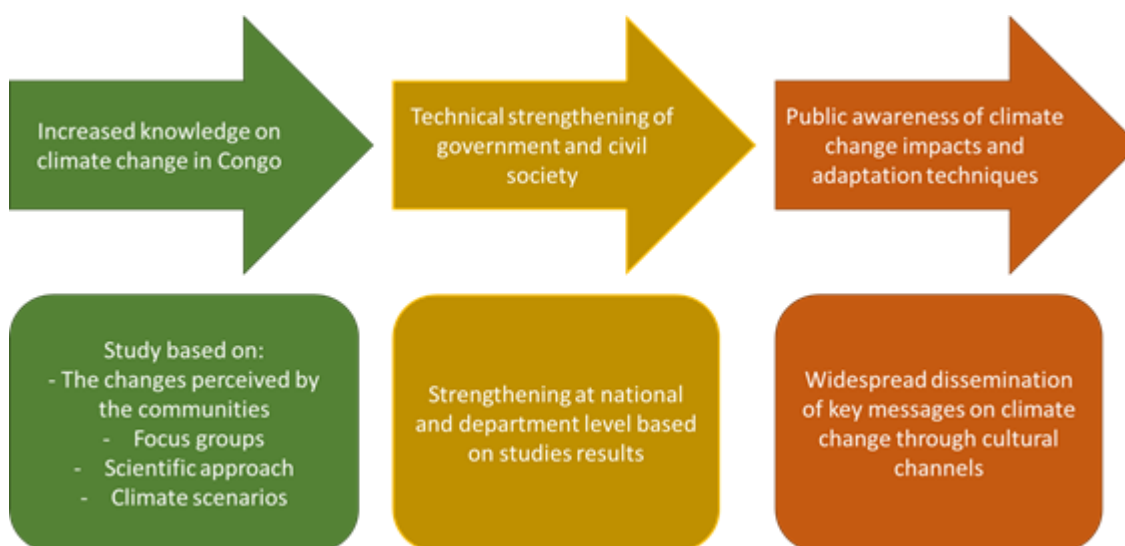 Increased knowledge on
climate change in Congo
Technical strengthening of
government and civil
society
Public awareness of climate
change impacts and
adaptation techniques
Study based on:
- The changes perceived by
the communities
- Focus groups
- Scientific approach
- Climate scenarios
Strengthening at national
and department level based
on studies results
Widespread dissemination
of key messages on climate
change through cultural
channels